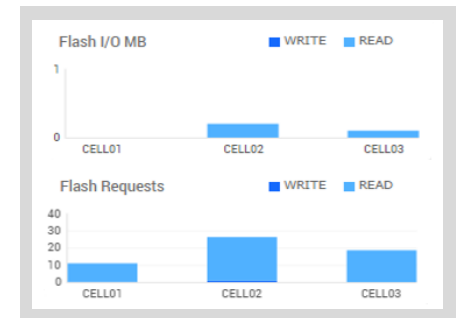 Flash I/O MB WRITE READ
1
0
CELL01 CELL02 CELL03
Flash Requests WRITE READ
40
30
20
10
0
CELL01 CELL02 CELL03